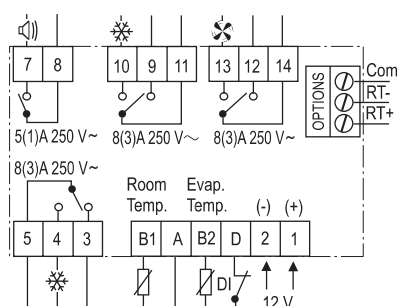 7 8 10 9 11 13 12 14
OPTIONS
Com
RT-
RT+
5(1)A 250 V~
8(3)A 250 V~
8(3)A 250 V~
8(3)A 250 V~
Room Temp.
Evap. Temp.
(-) (+)
5 4 3 B1 A B2 D 2 1
DI
12 V